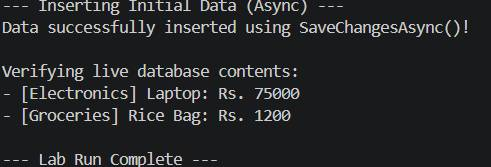 --- Inserting Initial Data (Async) ---
Data successfully inserted using SaveChangesAsync()!
Verifying live database contents:
- [Electronics] Laptop: Rs. 75000
- [Groceries] Rice Bag: Rs. 1200
--- Lab Run Complete ---